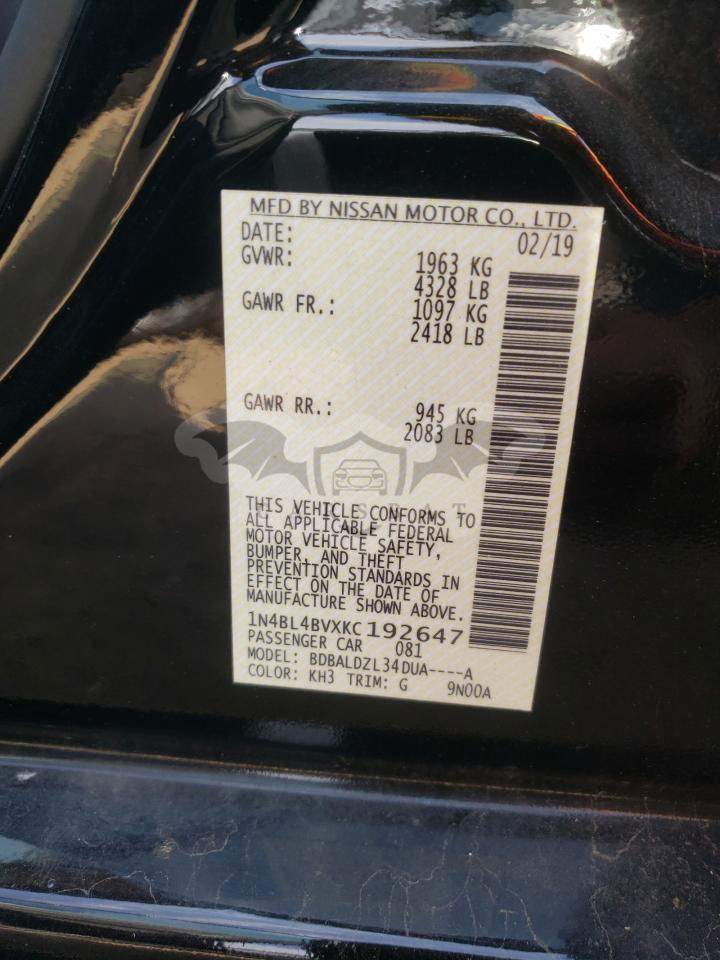 MFD BY NISSAN MOTOR CO., LTD.
DATE: 02/19
GVWR: 1963 KG
4328 LB
GAWR FR.: 1097 KG
2418 LB
GAWR RR.: 945 KG
2083 LB
THIS VEHICLE CONFORMS TO
ALL APPLICABLE FEDERAL
MOTOR VEHICLE SAFETY,
BUMPER, AND THEFT
PREVENTION STANDARDS IN
EFFECT ON THE DATE OF
MANUFACTURE SHOWN ABOVE.
1N4BL4BVXKC192647
PASSENGER CAR 081
MODEL: BDBALDZL34DUA----A
COLOR: KH3 TRIM: G 9N00A